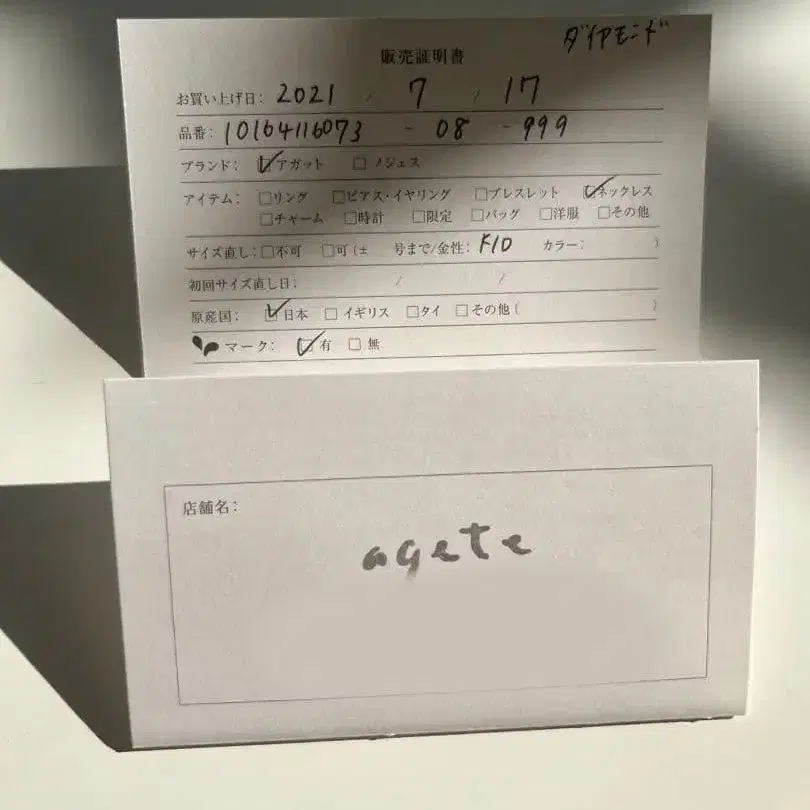 ダイアモンド
販売証明書
お買い上げ日: 2021 / 7 / 17
品番: 10164116073 - 08 - 999
ブランド: ☑アガット ☐ノジェス
アイテム: ☐リング ☐ピアス・イヤリング ☐ブレスレット ☑ネックレス
☐チャーム ☐時計 ☐限定 ☐バッグ ☐洋服 ☐その他
サイズ直し: ☐不可 ☐可(± 号まで/金性: K10 カラー: )
初回サイズ直し日: / /
原産国: ☑日本 ☐イギリス ☐タイ ☐その他( )
マーク: ☑有 ☐無
店舗名:
agete